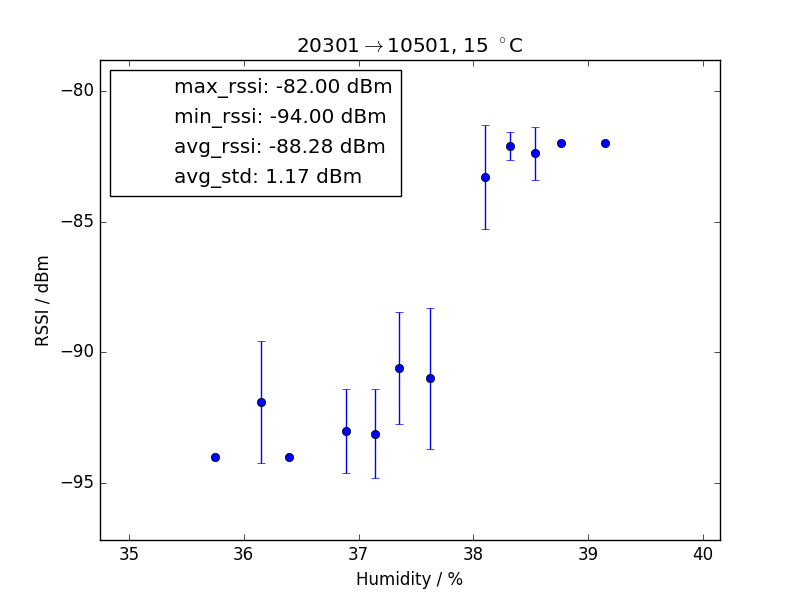 20301→10501, 15 °C
max_rssi: -82.00 dBm
min_rssi: -94.00 dBm
avg_rssi: -88.28 dBm
avg_std: 1.17 dBm
RSSI / dBm
−80
−85
−90
−95
35 36 37 38 39 40
Humidity / %